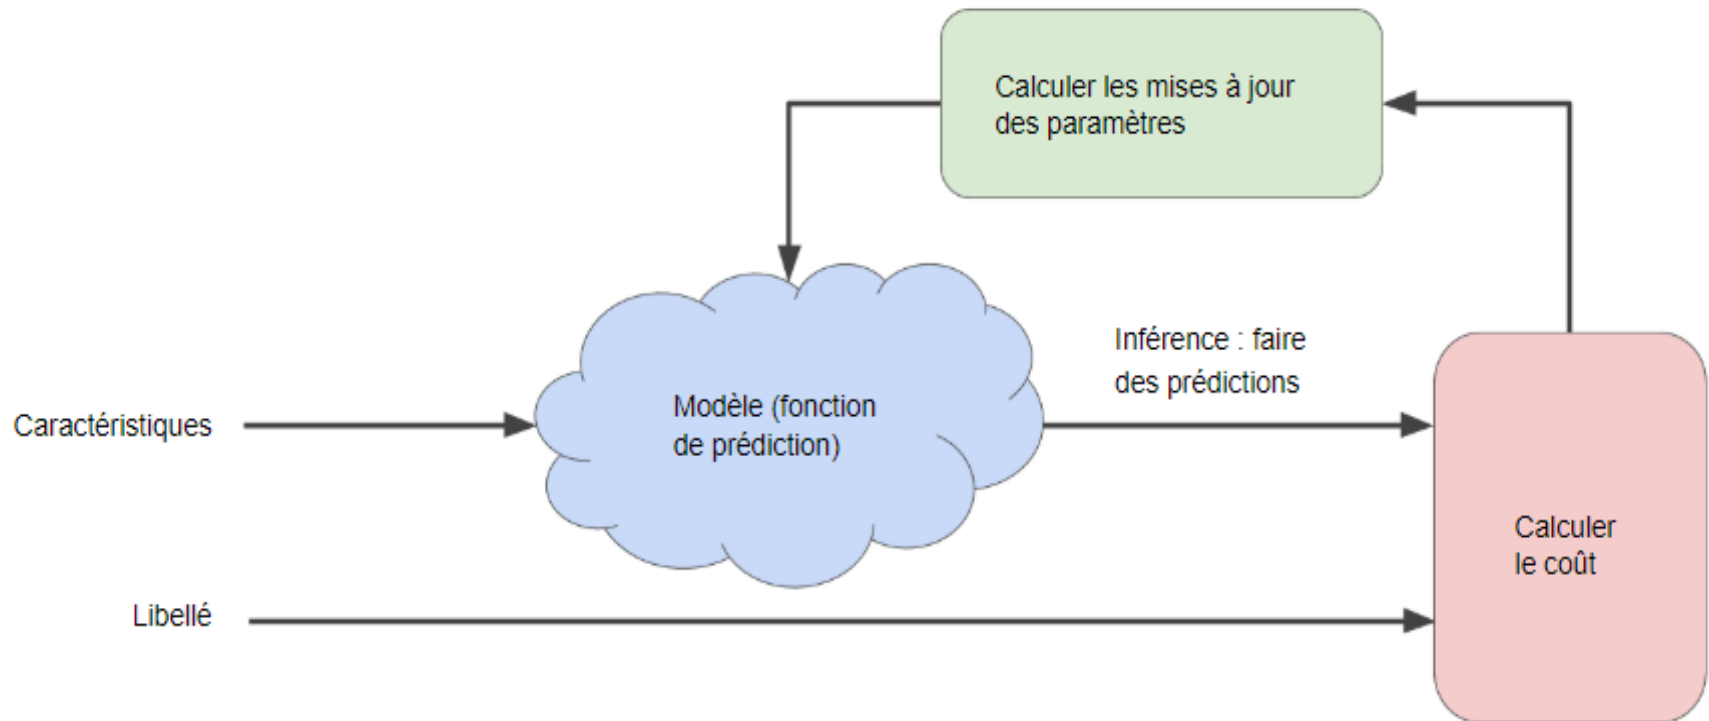 Calculer les mises à jour
des paramètres
Inférence : faire
des prédictions
Modèle (fonction
de prédiction)
Caractéristiques
Calculer
le coût
Libellé